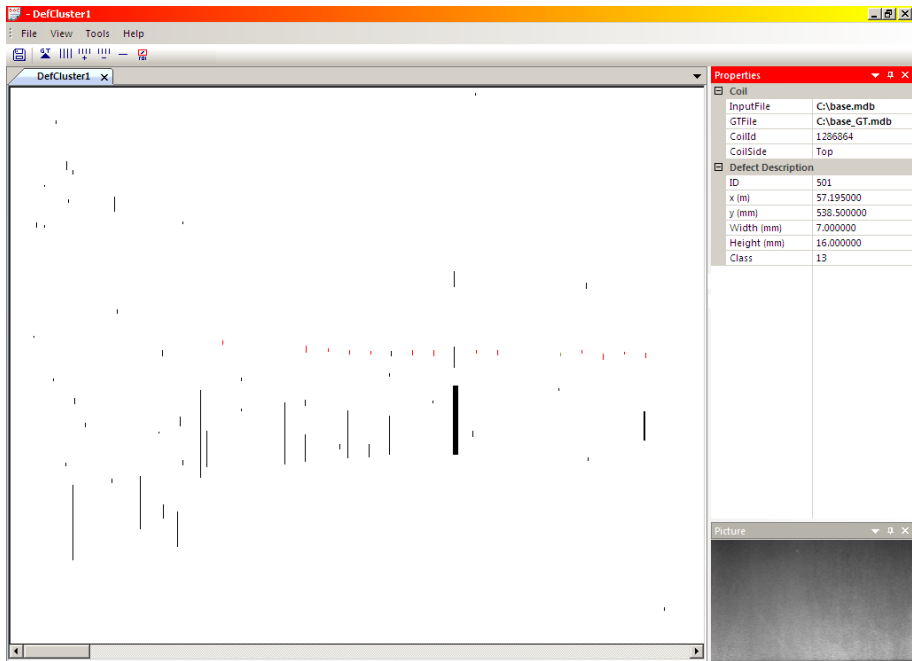 - DefCluster1
File View Tools Help
GT
DefCluster1
Properties
Coil
InputFile C:\base.mdb
GTFile C:\base_GT.mdb
CoilId 1286864
CoilSide Top
Defect Description
ID 501
x (m) 57.195000
y (mm) 538.500000
Width (mm) 7.000000
Height (mm) 16.000000
Class 13
Picture